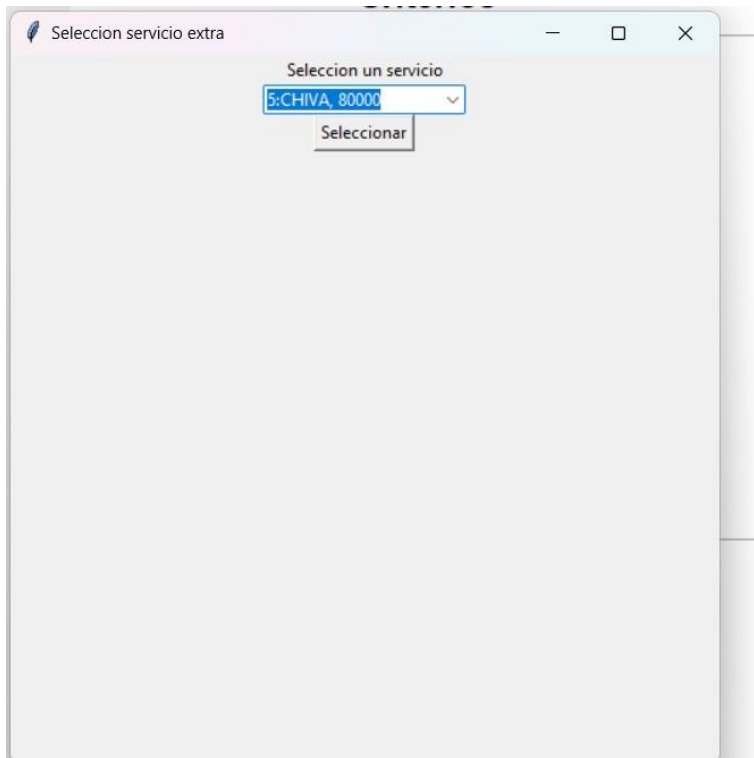 Seleccion servicio extra
Seleccion un servicio
5:CHIVA, 80000
Seleccionar